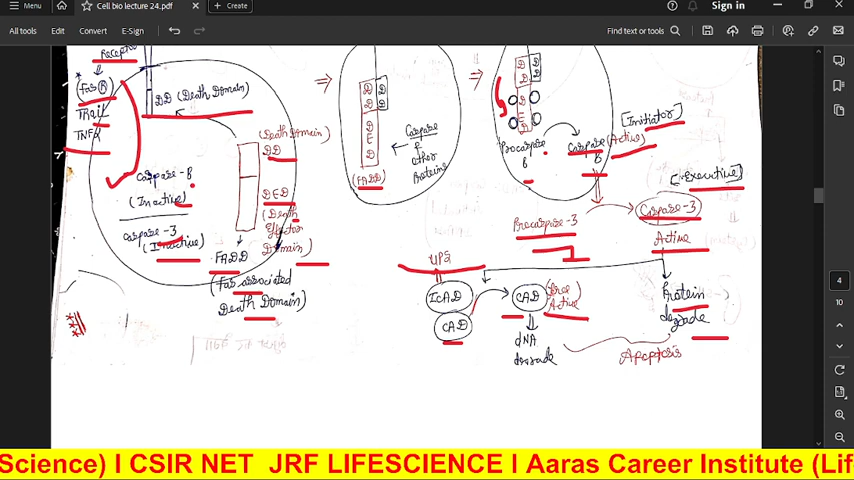 Menu
Cell bio lecture 24.pdf
+ Create
Sign in
All tools Edit Convert E-Sign
Find text or tools
Receptor
Fas R
TRAIL
TNFR
DD (Death Domain)
(Death Domain)
DD
DED
(Death
Effector
Domain)
Caspase-8
(Inactive)
Caspase-3
(Inactive)
FADD
(Fas associated
Death Domain)
D D
D D
D E D
(FADD)
Caspase
&
other
Proteins
D D
D D
D E D
Procaspase
8
Caspase
8
(Active)
[Initiator]
[Executive]
Procaspase-3
Caspase-3
Active
ICAD
CAD
CAD
(Free
Active)
dNA
degrade
Protein
degrade
Apoptosis
4
10
Science) I CSIR NET JRF LIFESCIENCE I Aaras Career Institute (Lif